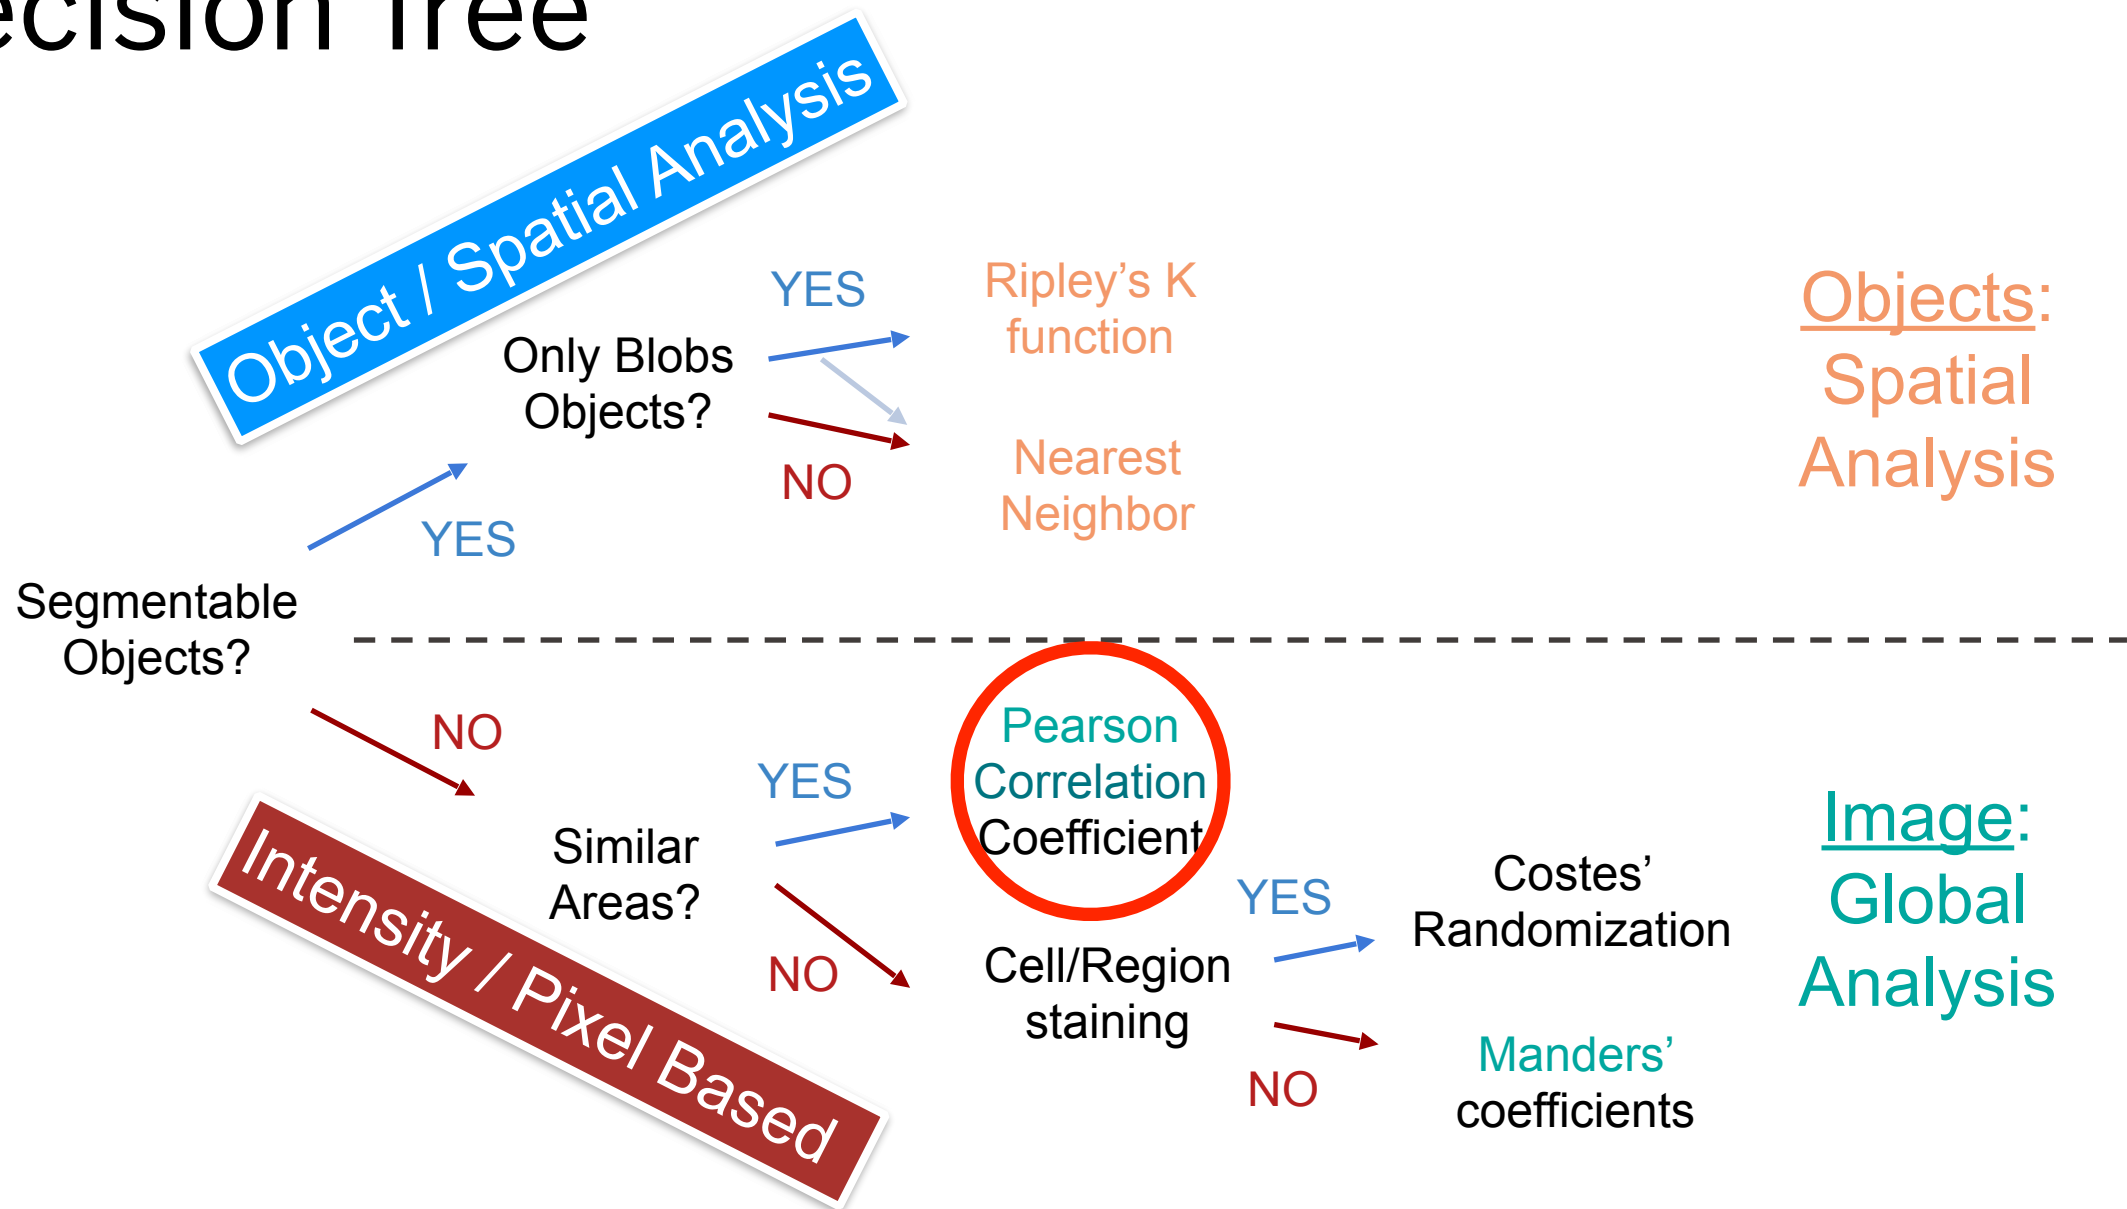 ecision Tree
Object / Spatial Analysis
YES
Ripley's K
function
Only Blobs
Objects?
NO
Nearest
Neighbor
Objects:
Spatial
Analysis
YES
Segmentable
Objects?
NO
Intensity / Pixel Based
Similar
Areas?
YES
Pearson
Correlation
Coefficient
NO
Cell/Region
staining
YES
Costes’
Randomization
NO
Manders’
coefficients
Image:
Global
Analysis